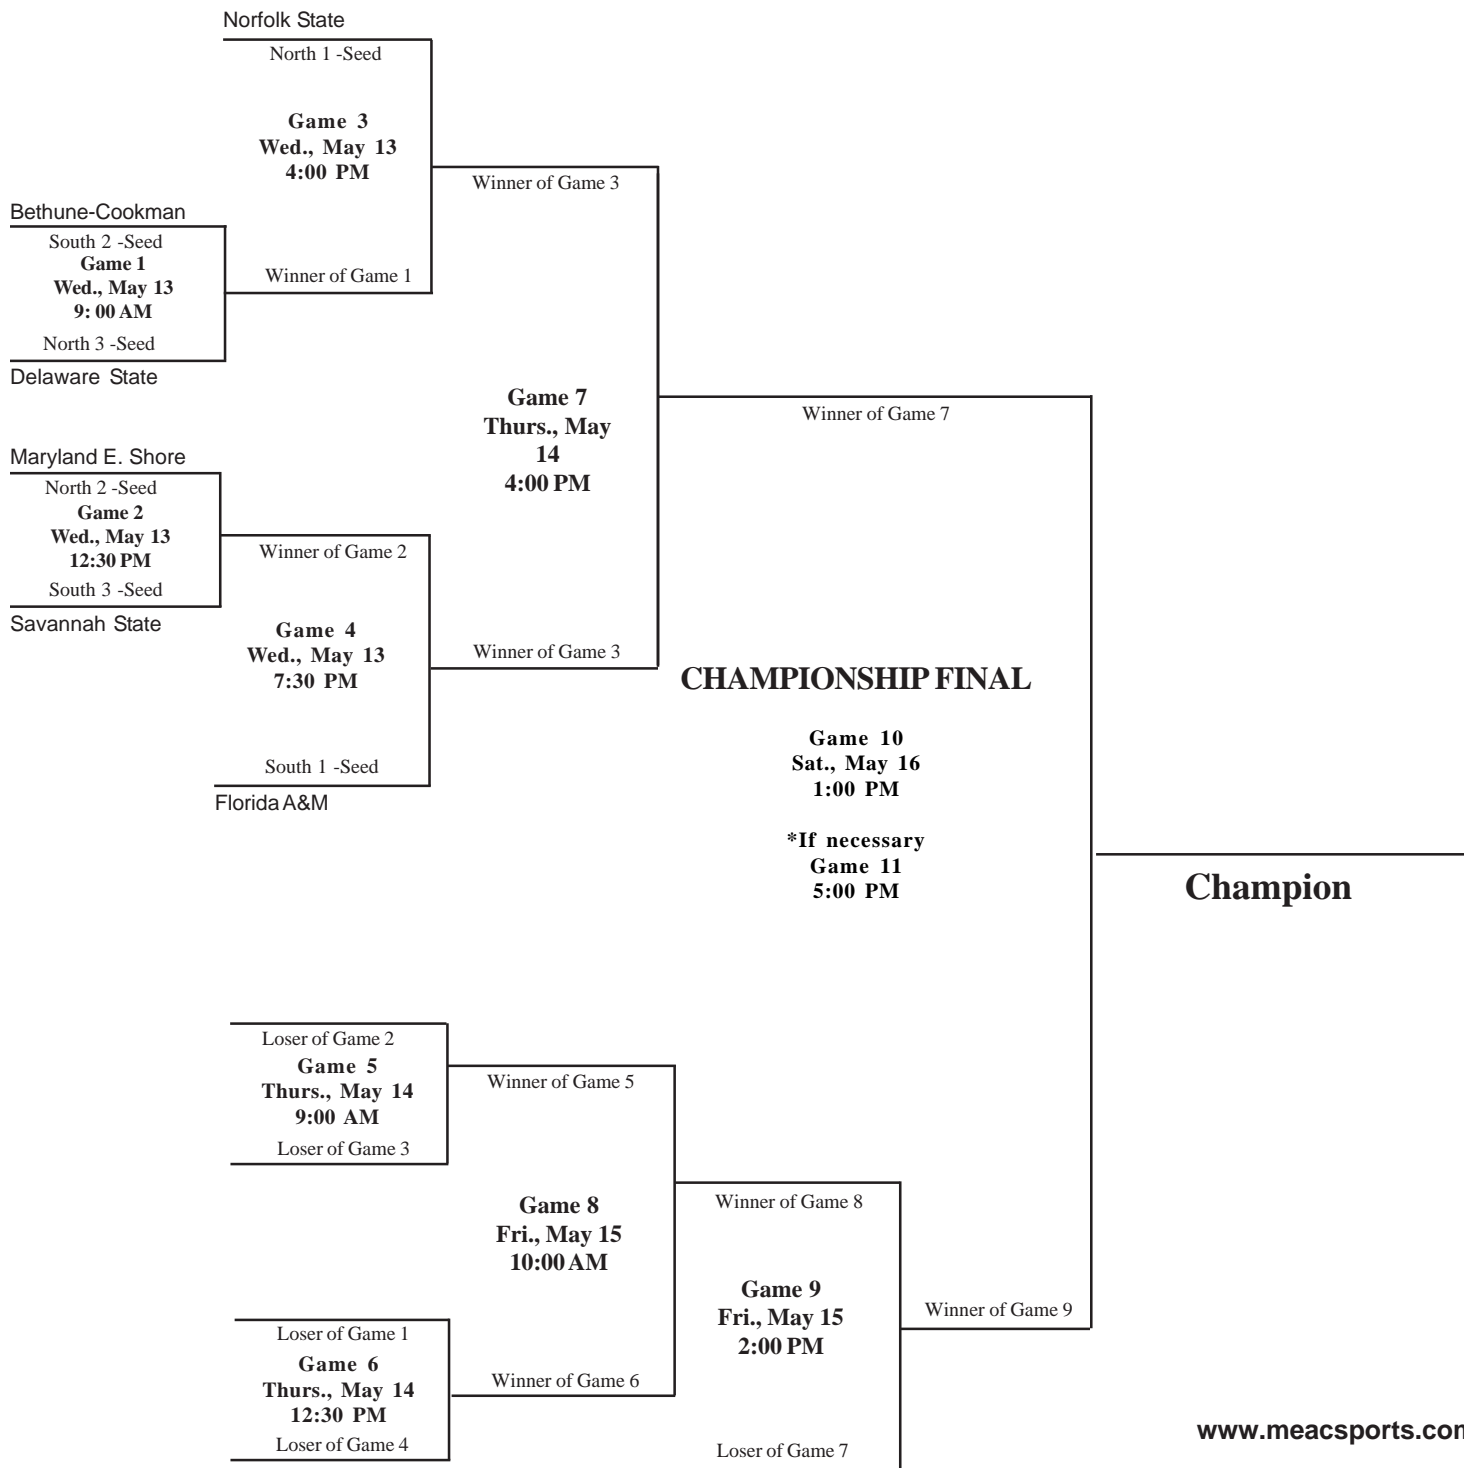 Norfolk State
North 1 -Seed
Game 3
Wed., May 13
4:00 PM
Winner of Game 3
Bethune-Cookman
South 2 -Seed
Game 1
Wed., May 13
9: 00 AM
North 3 -Seed
Delaware State
Winner of Game 1
Game 7
Thurs., May
14
4:00 PM
Winner of Game 7
Maryland E. Shore
North 2 -Seed
Game 2
Wed., May 13
12:30 PM
South 3 -Seed
Savannah State
Winner of Game 2
Game 4
Wed., May 13
7:30 PM
South 1 -Seed
Florida A&M
Winner of Game 3
CHAMPIONSHIP FINAL
Game 10
Sat., May 16
1:00 PM
*If necessary
Game 11
5:00 PM
Champion
Loser of Game 2
Game 5
Thurs., May 14
9:00 AM
Loser of Game 3
Winner of Game 5
Game 8
Fri., May 15
10:00 AM
Winner of Game 8
Game 9
Fri., May 15
2:00 PM
Winner of Game 9
Loser of Game 1
Game 6
Thurs., May 14
12:30 PM
Loser of Game 4
Winner of Game 6
Loser of Game 7
www.meacsports.com